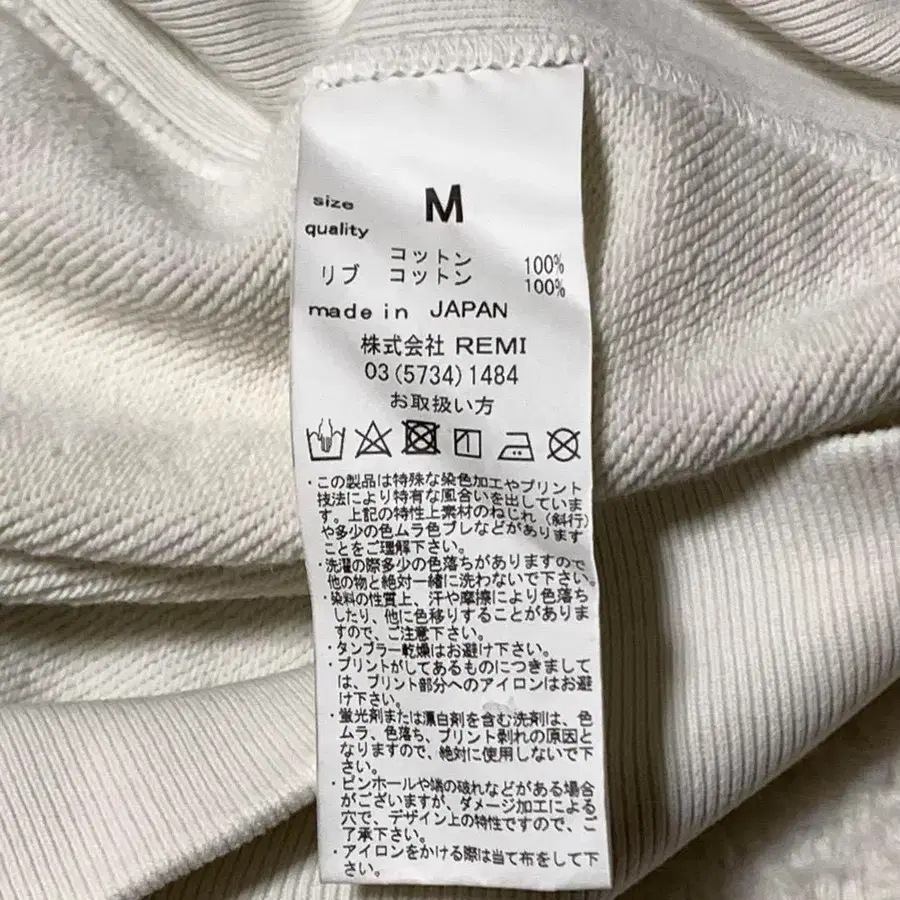 size M
quality
コットン 100%
リブ コットン 100%
made in JAPAN
株式会社 REMI
03(5734)1484
お取扱い方
・この製品は特殊な染色加工やプリント
技法により特有な風合いを出していま
す。上記の特性上素材のねじれ(斜行)
や多少の色ムラ色ブレなどがあります
ことをご理解下さい。
・洗濯の際多少の色落ちがありますので
他の物と絶対一緒に洗わないで下さい。
・染料の性質上、汗や摩擦により色落ち
したり、他に色移りすることがありま
すので、ご注意下さい。
・タンブラー乾燥はお避け下さい。
・プリントがしてあるものにつきまして
は、プリント部分へのアイロンはお避
け下さい。
・蛍光剤または漂白剤を含む洗剤は、色
ムラ、色落ち、プリント剥れの原因と
なりますので、絶対に使用しないで下
さい。
・ピンホールや端の破れなどがある場合
がございますが、ダメージ加工による
穴で、デザイン上の特性ですので、ご
了承下さい。
・アイロンをかける際は当て布をして下
さい。